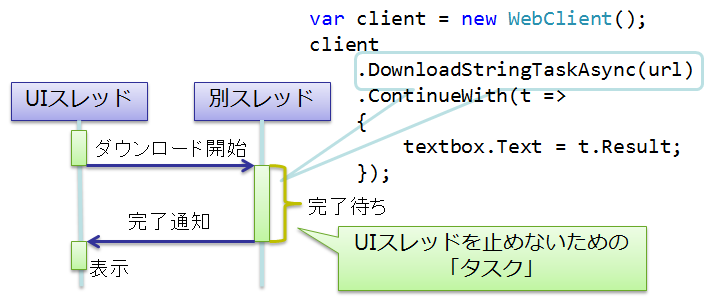 var client = new WebClient();
client
.DownloadStringTaskAsync(url)
.ContinueWith(t =>
{
textbox.Text = t.Result;
});
UIスレッド
別スレッド
ダウンロード開始
完了待ち
完了通知
表示
UIスレッドを止めないための
「タスク」